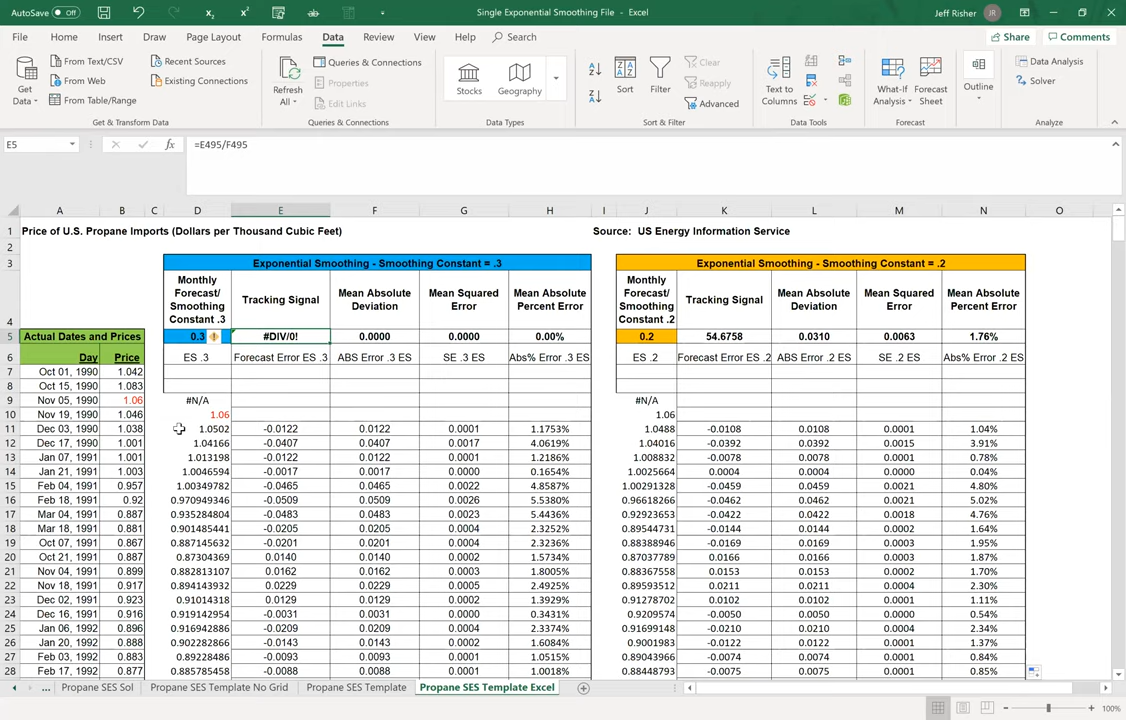 AutoSave Off Single Exponential Smoothing File - Excel Jeff Risher JR
File Home Insert Draw Page Layout Formulas Data Review View Help Search Share Comments
Get Data From Text/CSV From Web From Table/Range Recent Sources Existing Connections Refresh All Queries & Connections Properties Edit Links Stocks Geography Sort Filter Clear Reapply Advanced Text to Columns What-If Analysis Forecast Sheet Outline Data Analysis Solver
Get & Transform Data Queries & Connections Data Types Sort & Filter Data Tools Forecast Analyze
E5 fx =E495/F495
A B C D E F G H I J K L M N O
1 Price of U.S. Propane Imports (Dollars per Thousand Cubic Feet) Source: US Energy Information Service
2
3 Exponential Smoothing - Smoothing Constant = .3 Exponential Smoothing - Smoothing Constant = .2
4 Monthly Forecast/ Smoothing Constant .3 Tracking Signal Mean Absolute Deviation Mean Squared Error Mean Absolute Percent Error Monthly Forecast/ Smoothing Constant .2 Tracking Signal Mean Absolute Deviation Mean Squared Error Mean Absolute Percent Error
5 Actual Dates and Prices 0.3 #DIV/0! 0.0000 0.0000 0.00% 0.2 54.6758 0.0310 0.0063 1.76%
6 Day Price ES .3 Forecast Error ES .3 ABS Error .3 ES SE .3 ES Abs% Error .3 ES ES .2 Forecast Error ES .2 ABS Error .2 ES SE .2 ES Abs% Error .2 ES
7 Oct 01, 1990 1.042
8 Oct 15, 1990 1.083
9 Nov 05, 1990 1.06 #N/A #N/A
10 Nov 19, 1990 1.046 1.06 1.06
11 Dec 03, 1990 1.038 1.0502 -0.0122 0.0122 0.0001 1.1753% 1.0488 -0.0108 0.0108 0.0001 1.04%
12 Dec 17, 1990 1.001 1.04166 -0.0407 0.0407 0.0017 4.0619% 1.04016 -0.0392 0.0392 0.0015 3.91%
13 Jan 07, 1991 1.001 1.013198 -0.0122 0.0122 0.0001 1.2186% 1.008832 -0.0078 0.0078 0.0001 0.78%
14 Jan 21, 1991 1.003 1.0046594 -0.0017 0.0017 0.0000 0.1654% 1.0025664 0.0004 0.0004 0.0000 0.04%
15 Feb 04, 1991 0.957 1.00349782 -0.0465 0.0465 0.0022 4.8587% 1.00291328 -0.0459 0.0459 0.0021 4.80%
16 Feb 18, 1991 0.92 0.970949346 -0.0509 0.0509 0.0026 5.5380% 0.96618266 -0.0462 0.0462 0.0021 5.02%
17 Mar 04, 1991 0.887 0.935284804 -0.0483 0.0483 0.0023 5.4436% 0.92923653 -0.0422 0.0422 0.0018 4.76%
18 Mar 18, 1991 0.881 0.901485441 -0.0205 0.0205 0.0004 2.3252% 0.89544731 -0.0144 0.0144 0.0002 1.64%
19 Oct 07, 1991 0.867 0.887145632 -0.0201 0.0201 0.0004 2.3236% 0.88388946 -0.0169 0.0169 0.0003 1.95%
20 Oct 21, 1991 0.887 0.87304369 0.0140 0.0140 0.0002 1.5734% 0.87037789 0.0166 0.0166 0.0003 1.87%
21 Nov 04, 1991 0.899 0.882813107 0.0162 0.0162 0.0003 1.8005% 0.88367558 0.0153 0.0153 0.0002 1.70%
22 Nov 18, 1991 0.917 0.894143932 0.0229 0.0229 0.0005 2.4925% 0.89593512 0.0211 0.0211 0.0004 2.30%
23 Dec 02, 1991 0.923 0.91014318 0.0129 0.0129 0.0002 1.3929% 0.91278702 0.0102 0.0102 0.0001 1.11%
24 Dec 16, 1991 0.916 0.919142954 -0.0031 0.0031 0.0000 0.3431% 0.9209574 -0.0050 0.0050 0.0000 0.54%
25 Jan 06, 1992 0.896 0.916942886 -0.0209 0.0209 0.0004 2.3374% 0.91699148 -0.0210 0.0210 0.0004 2.34%
26 Jan 20, 1992 0.888 0.902282866 -0.0143 0.0143 0.0002 1.6084% 0.9001983 -0.0122 0.0122 0.0001 1.37%
27 Feb 03, 1992 0.883 0.89228486 -0.0093 0.0093 0.0001 1.0515% 0.89043966 -0.0074 0.0074 0.0001 0.84%
28 Feb 17, 1992 0.877 0.885785458 -0.0088 0.0088 0.0001 1.0018% 0.88448793 -0.0075 0.0075 0.0001 0.85%
... Propane SES Sol Propane SES Template No Grid Propane SES Template Propane SES Template Excel
100%